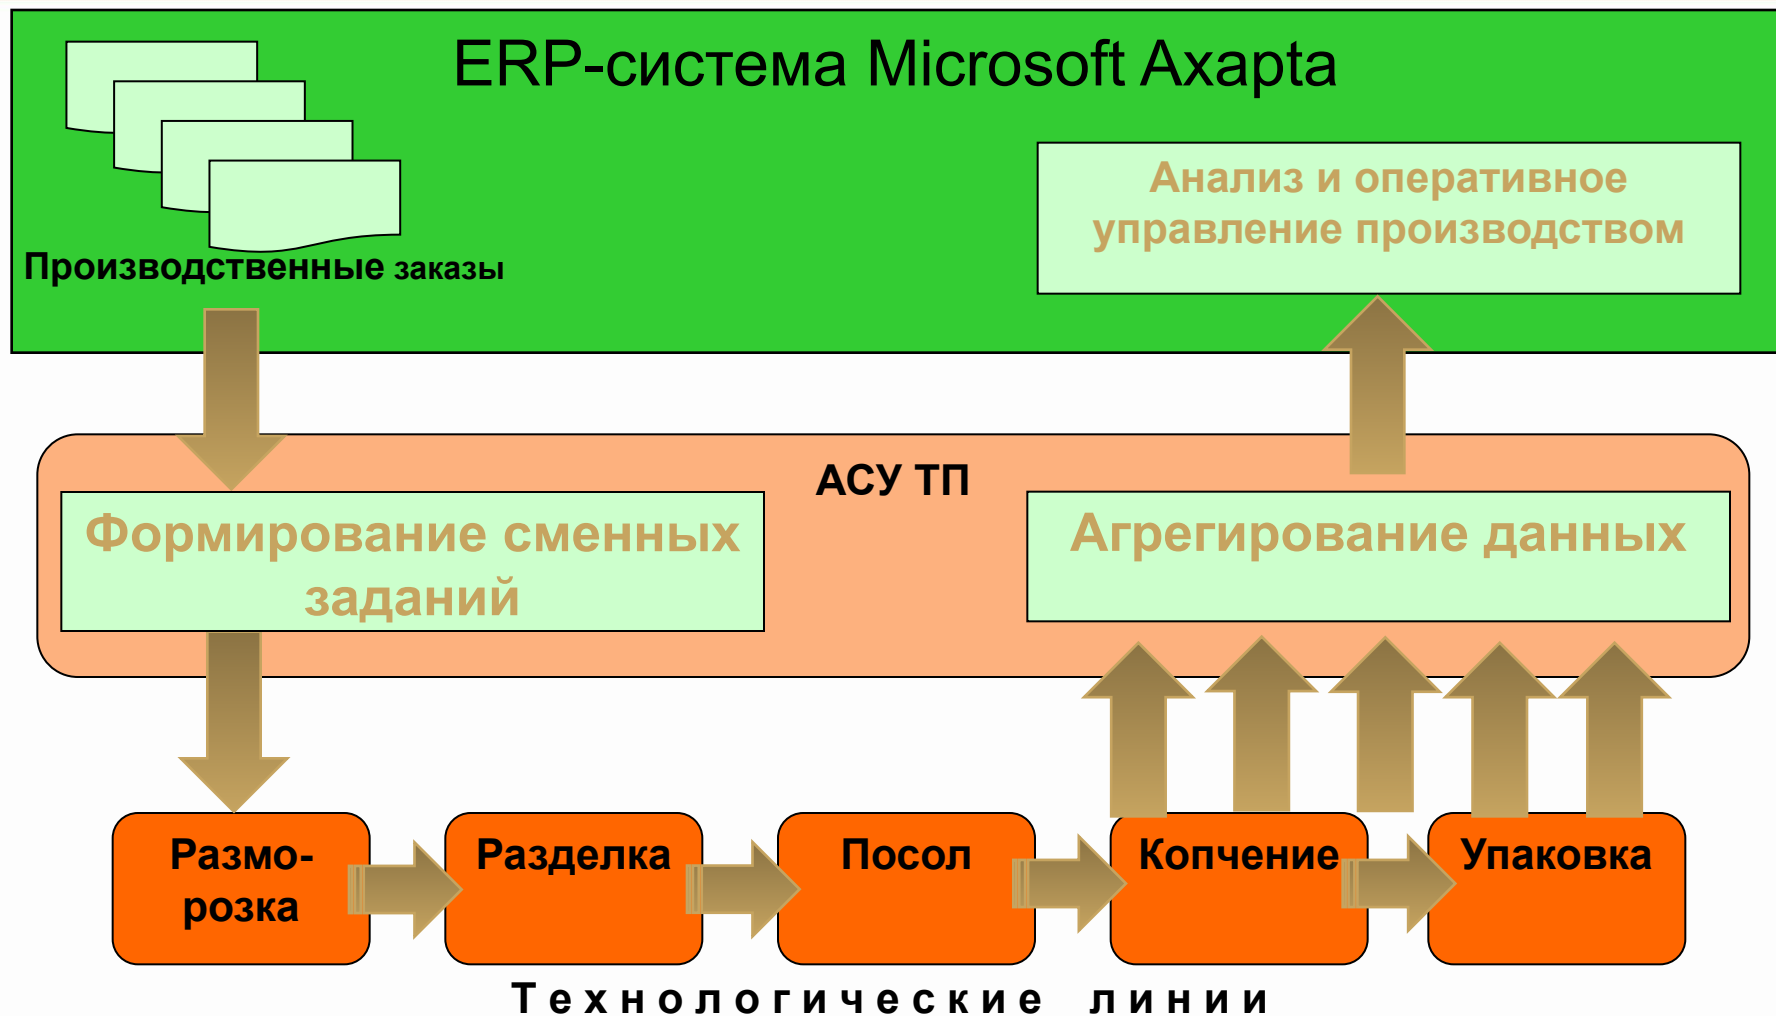 ERP-система Microsoft Axapta
Производственные заказы
Анализ и оперативное
управление производством
АСУ ТП
Формирование сменных
заданий
Агрегирование данных
Размо-
розка
Разделка
Посол
Копчение
Упаковка
Технологические линии